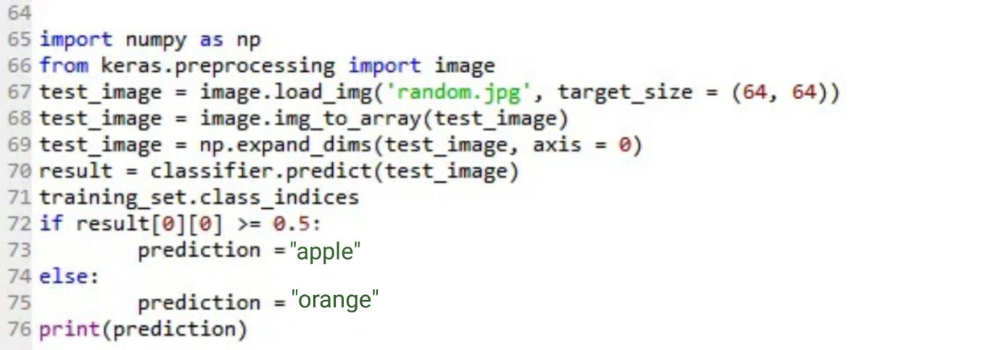 64
65 import numpy as np
66 from keras.preprocessing import image
67 test_image = image.load_img('random.jpg', target_size = (64, 64))
68 test_image = image.img_to_array(test_image)
69 test_image = np.expand_dims(test_image, axis = 0)
70 result = classifier.predict(test_image)
71 training_set.class_indices
72 if result[0][0] >= 0.5:
73         prediction = "apple"
74 else:
75         prediction = "orange"
76 print(prediction)